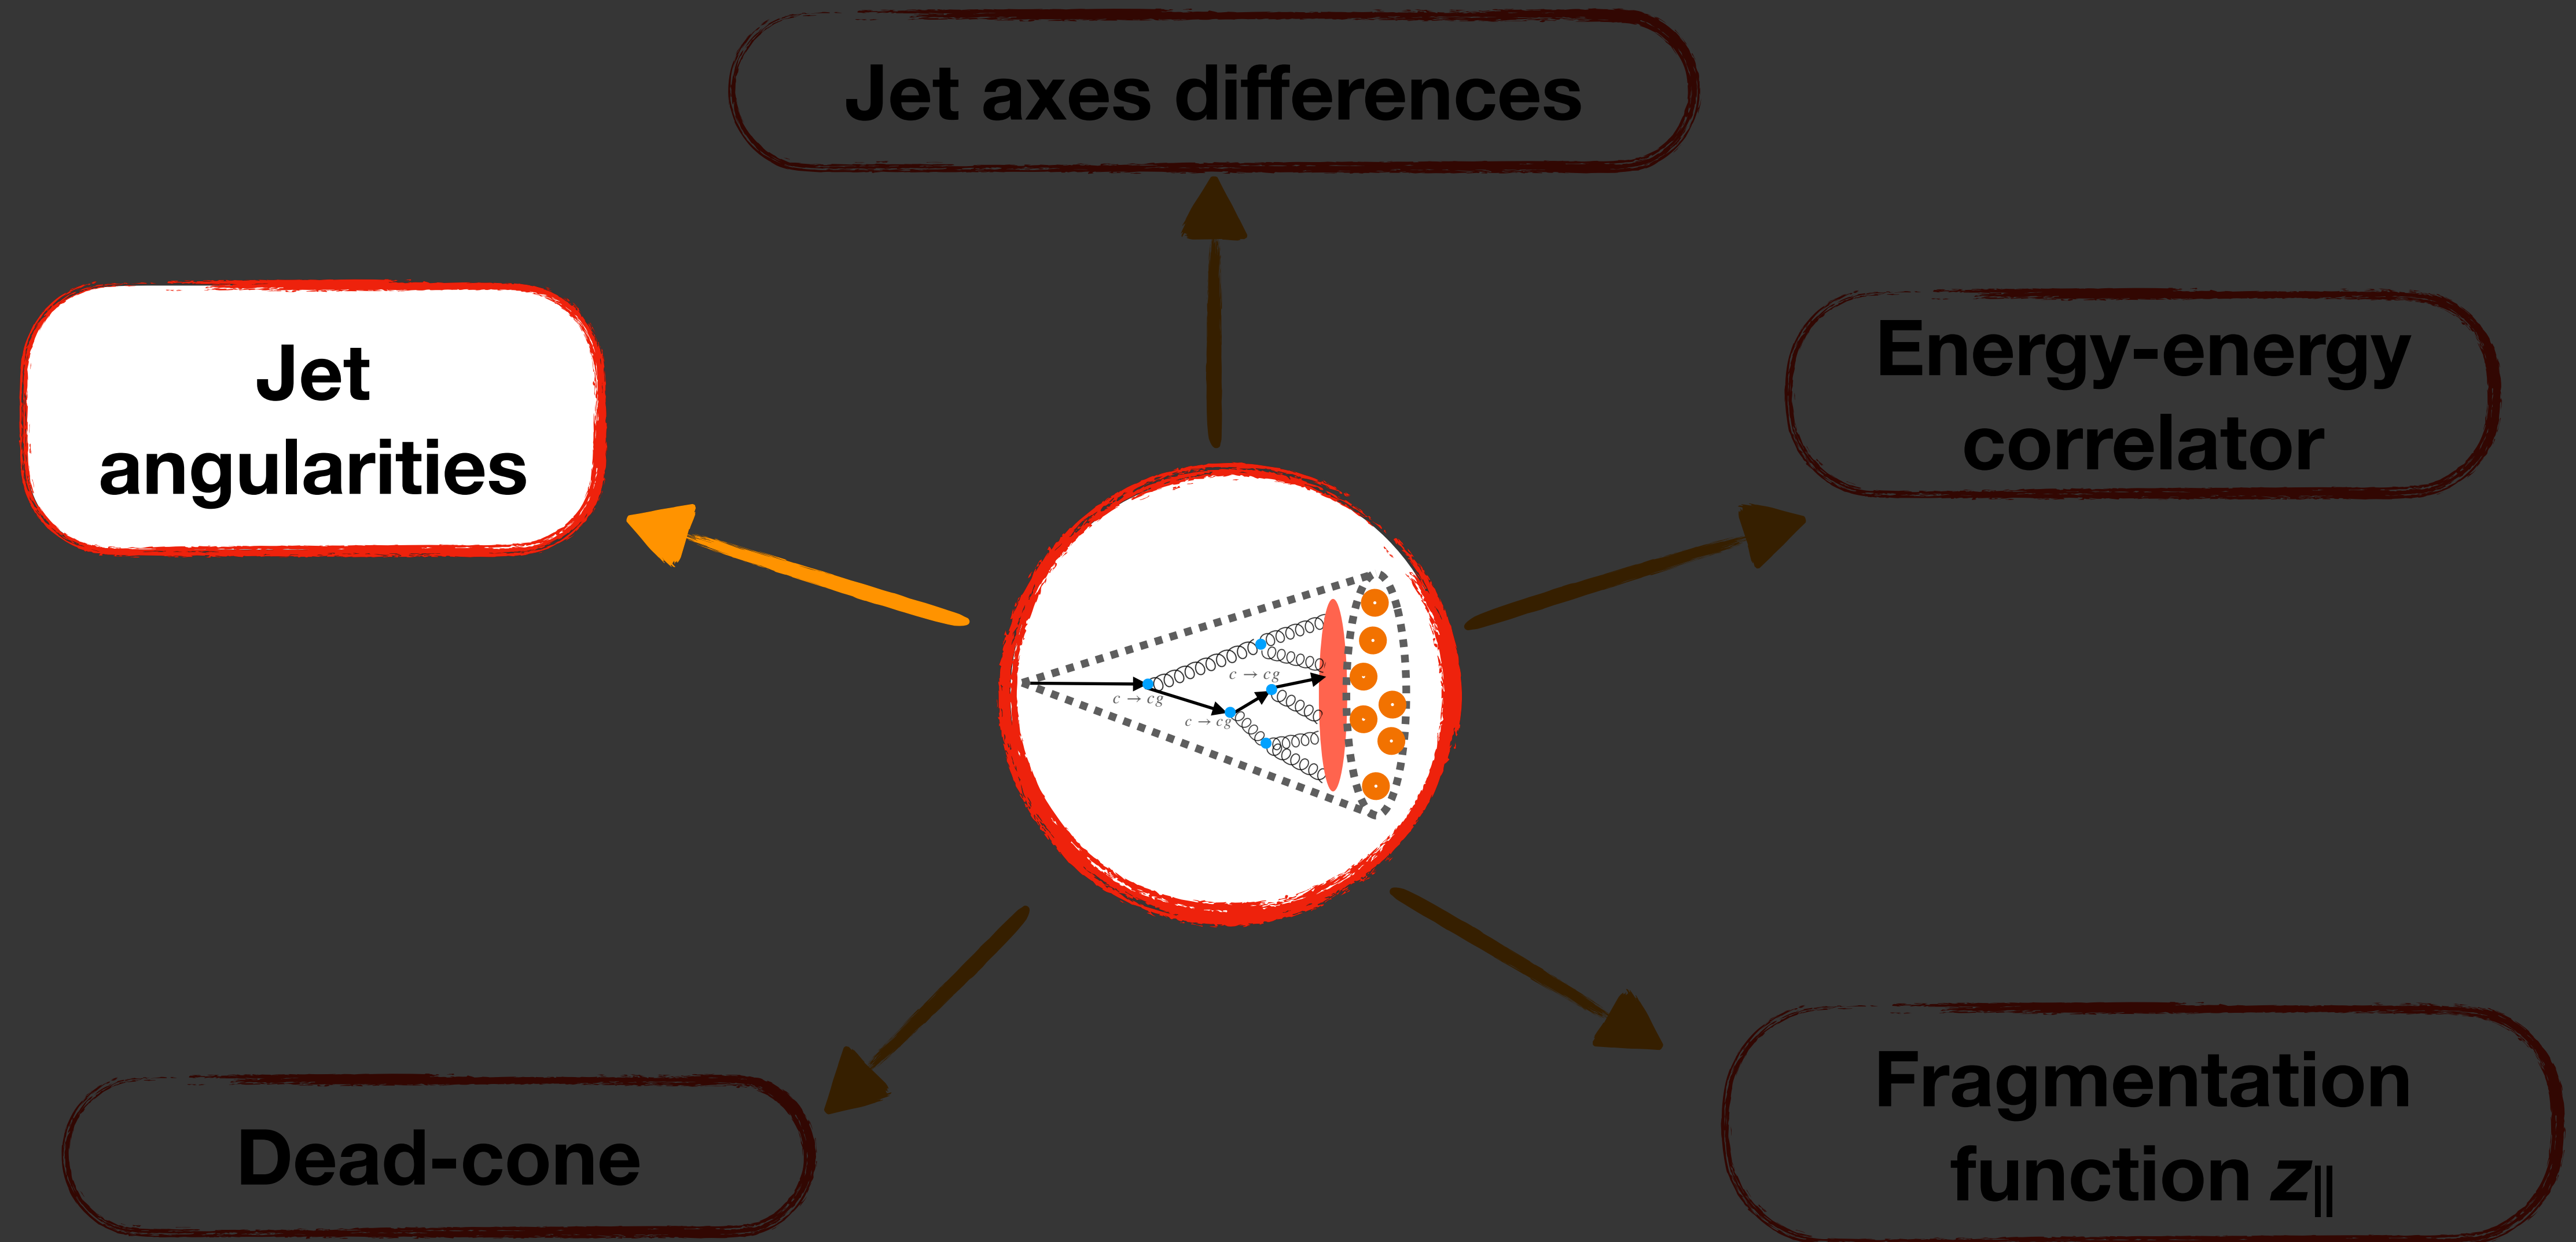 Jet axes differences
Jet
angularities
Energy-energy
correlator
c → cg
c → cg
c → cg
Dead-cone
Fragmentation
function z||